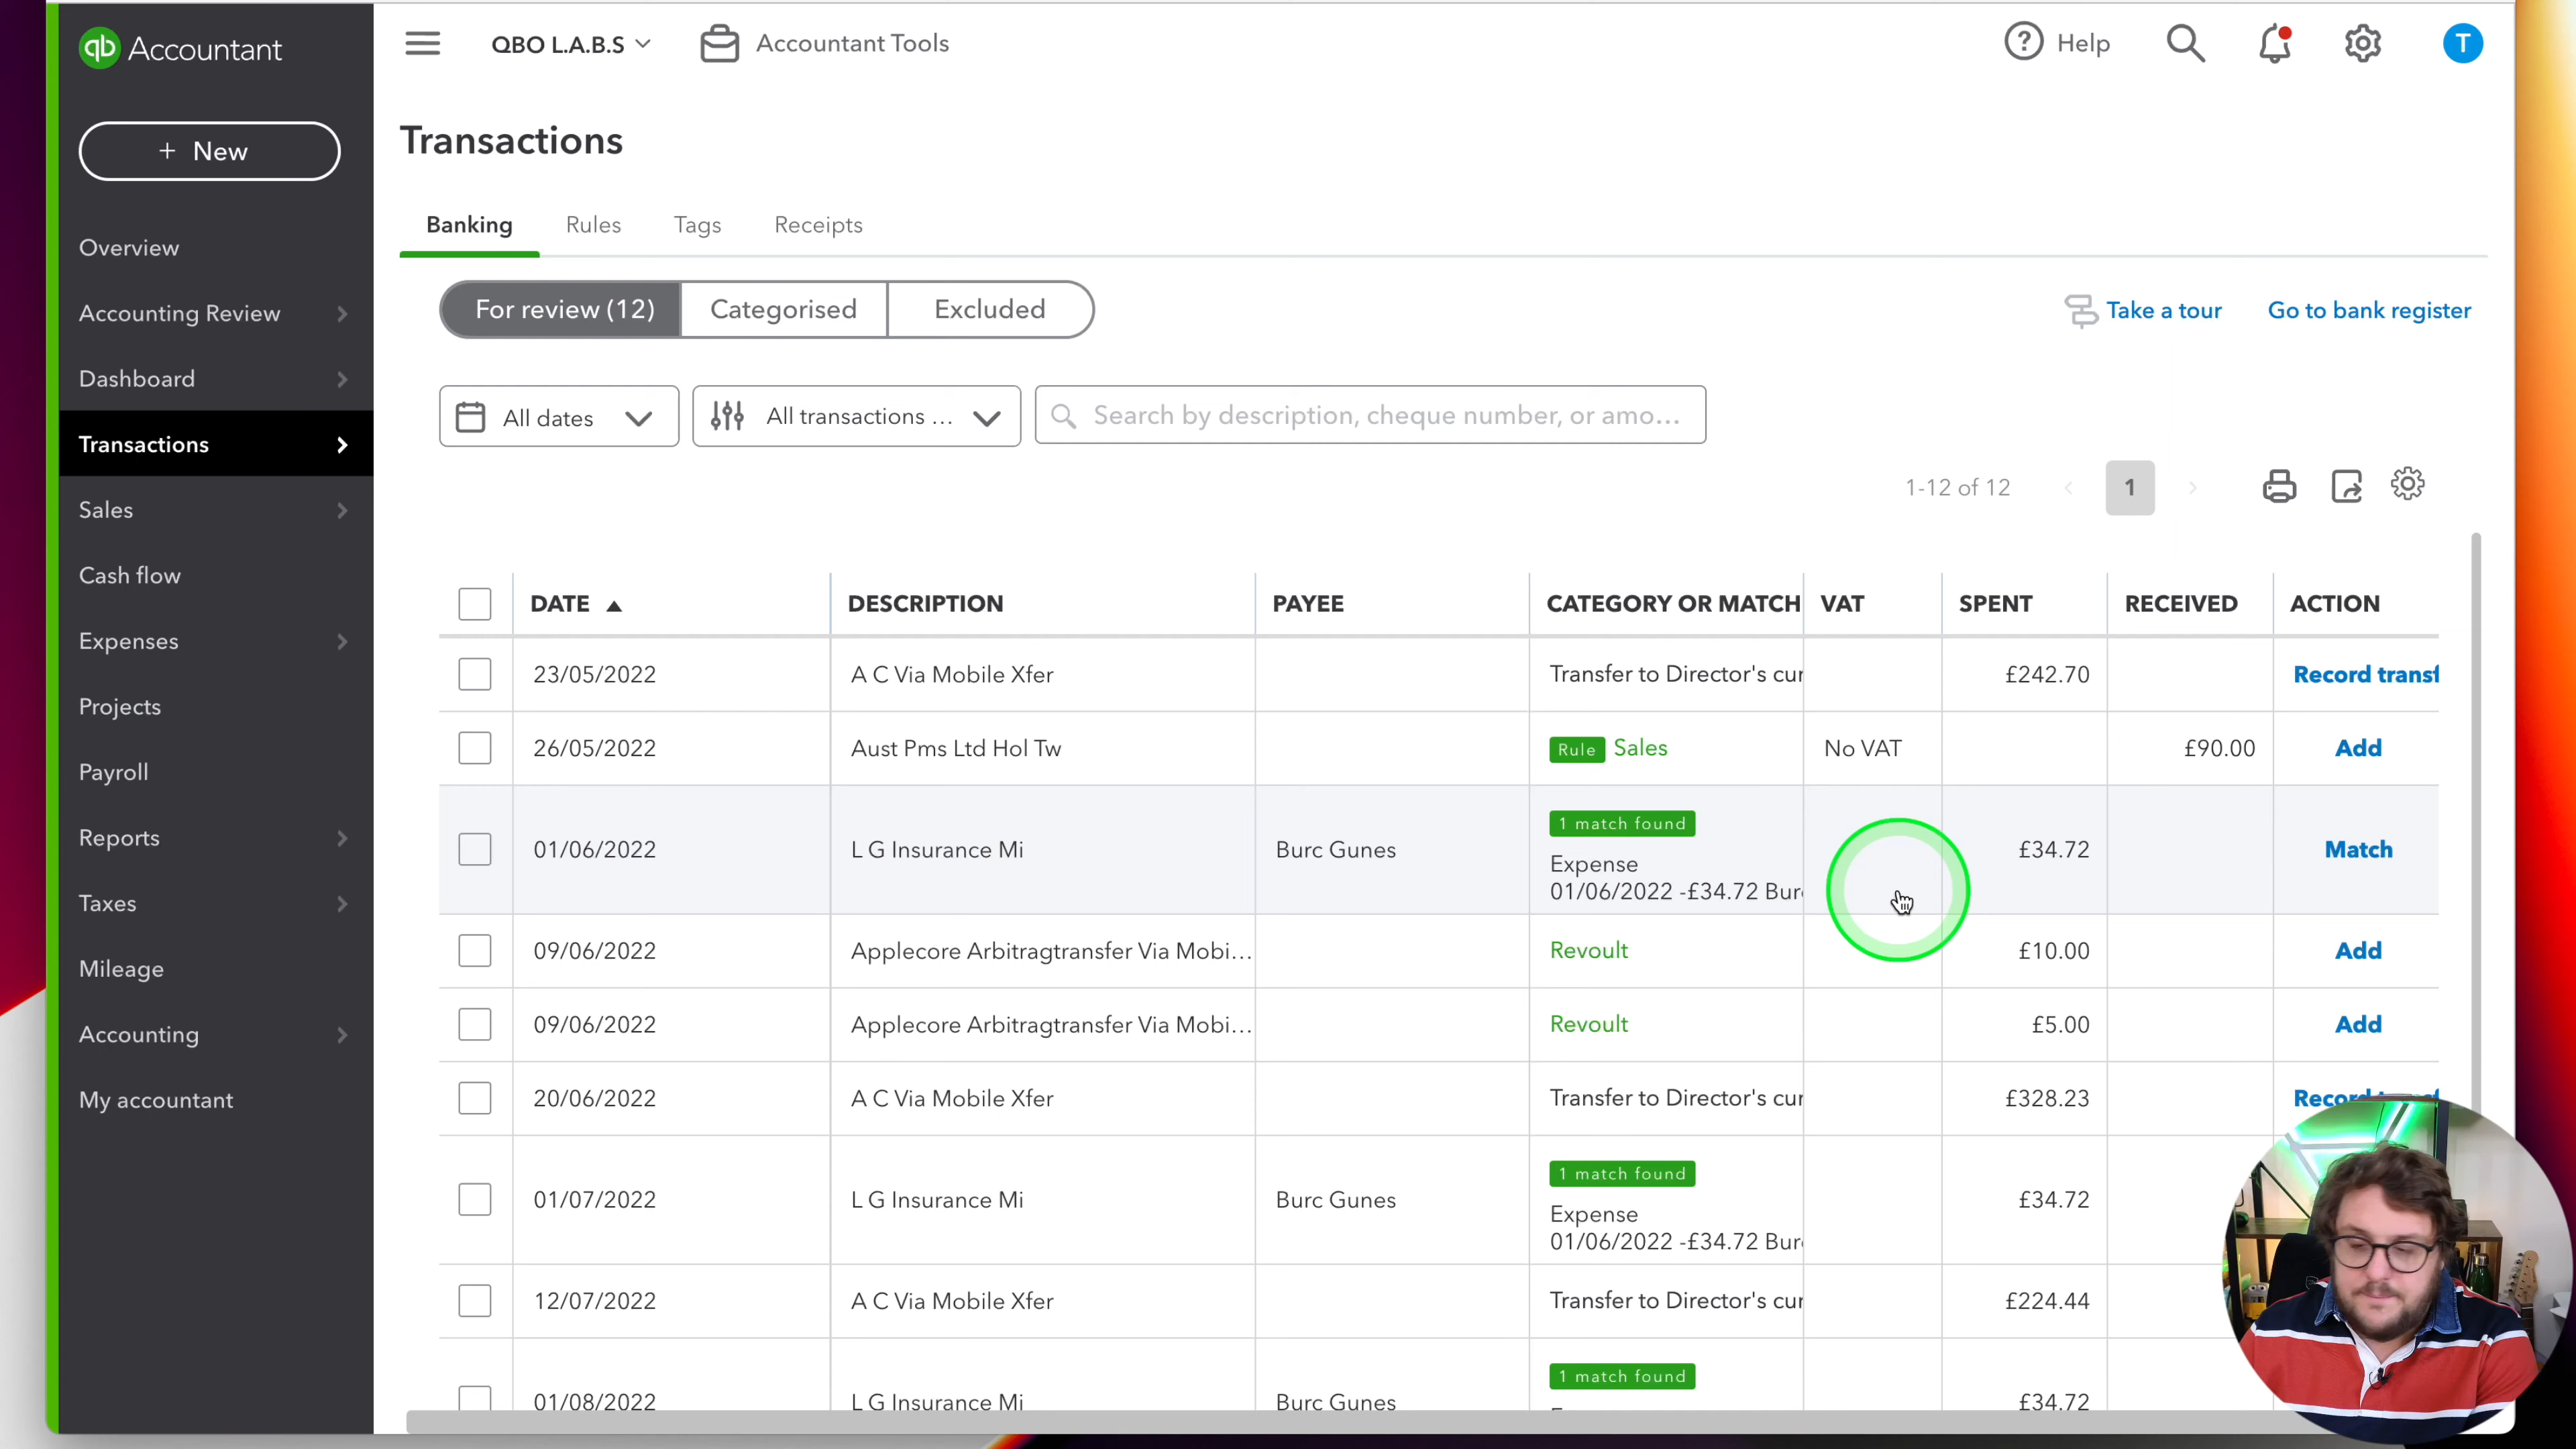 qb Accountant
QBO L.A.B.S
Accountant Tools
Help
T
+ New
Overview
Accounting Review
Dashboard
Transactions
Sales
Cash flow
Expenses
Projects
Payroll
Reports
Taxes
Mileage
Accounting
My accountant
Transactions
Banking Rules Tags Receipts
For review (12) Categorised Excluded
Take a tour Go to bank register
All dates All transactions ... Search by description, cheque number, or amo...
1-12 of 12 1
DATE DESCRIPTION PAYEE CATEGORY OR MATCH VAT SPENT RECEIVED ACTION
23/05/2022 A C Via Mobile Xfer Transfer to Director's cur £242.70 Record transf
26/05/2022 Aust Pms Ltd Hol Tw Rule Sales No VAT £90.00 Add
1 match found
01/06/2022 L G Insurance Mi Burc Gunes £34.72 Match
Expense
01/06/2022 -£34.72 Bur
09/06/2022 Applecore Arbitragtransfer Via Mobi... Revoult £10.00 Add
09/06/2022 Applecore Arbitragtransfer Via Mobi... Revoult £5.00 Add
20/06/2022 A C Via Mobile Xfer Transfer to Director's cur £328.23 Record
1 match found
01/07/2022 L G Insurance Mi Burc Gunes £34.72
Expense
01/06/2022 -£34.72 Bur
12/07/2022 A C Via Mobile Xfer Transfer to Director's cur £224.44
1 match found
01/08/2022 L G Insurance Mi Burc Gunes £34.72